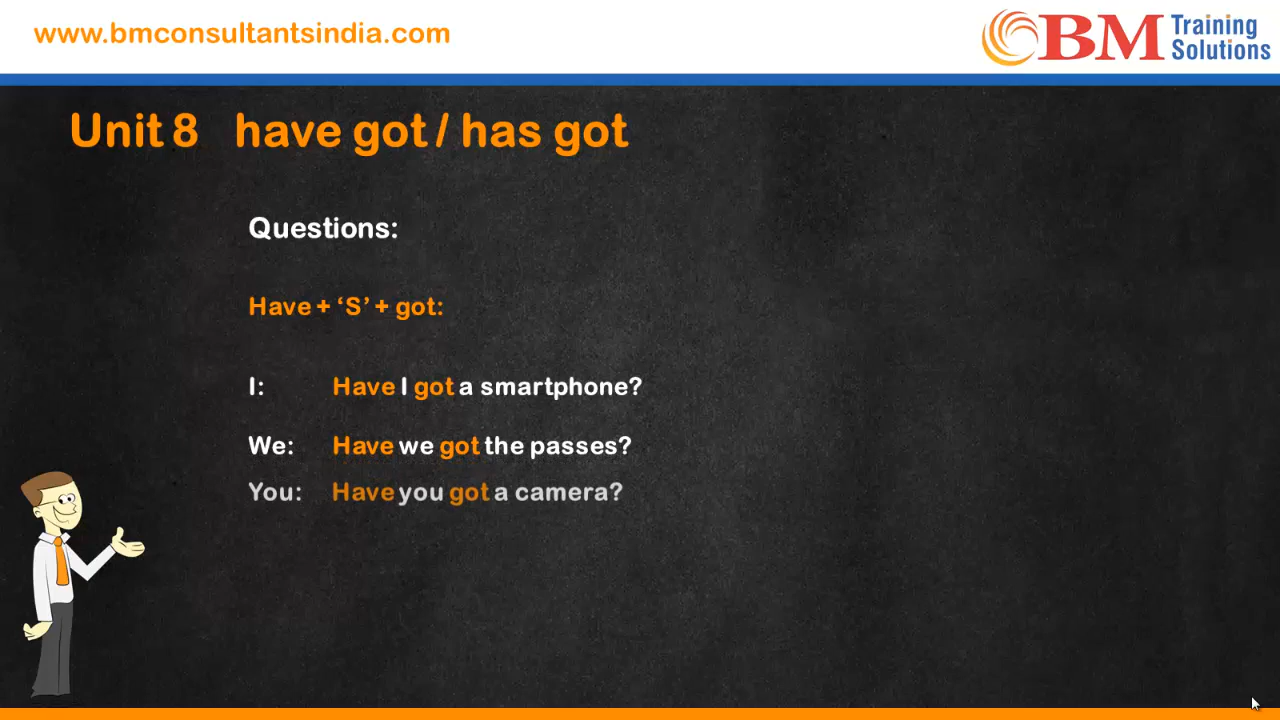 www.bmconsultantsindia.com
BM Training Solutions
Unit 8 have got / has got
Questions:
Have + ‘S’ + got:
I: Have I got a smartphone?
We: Have we got the passes?
You: Have you got a camera?